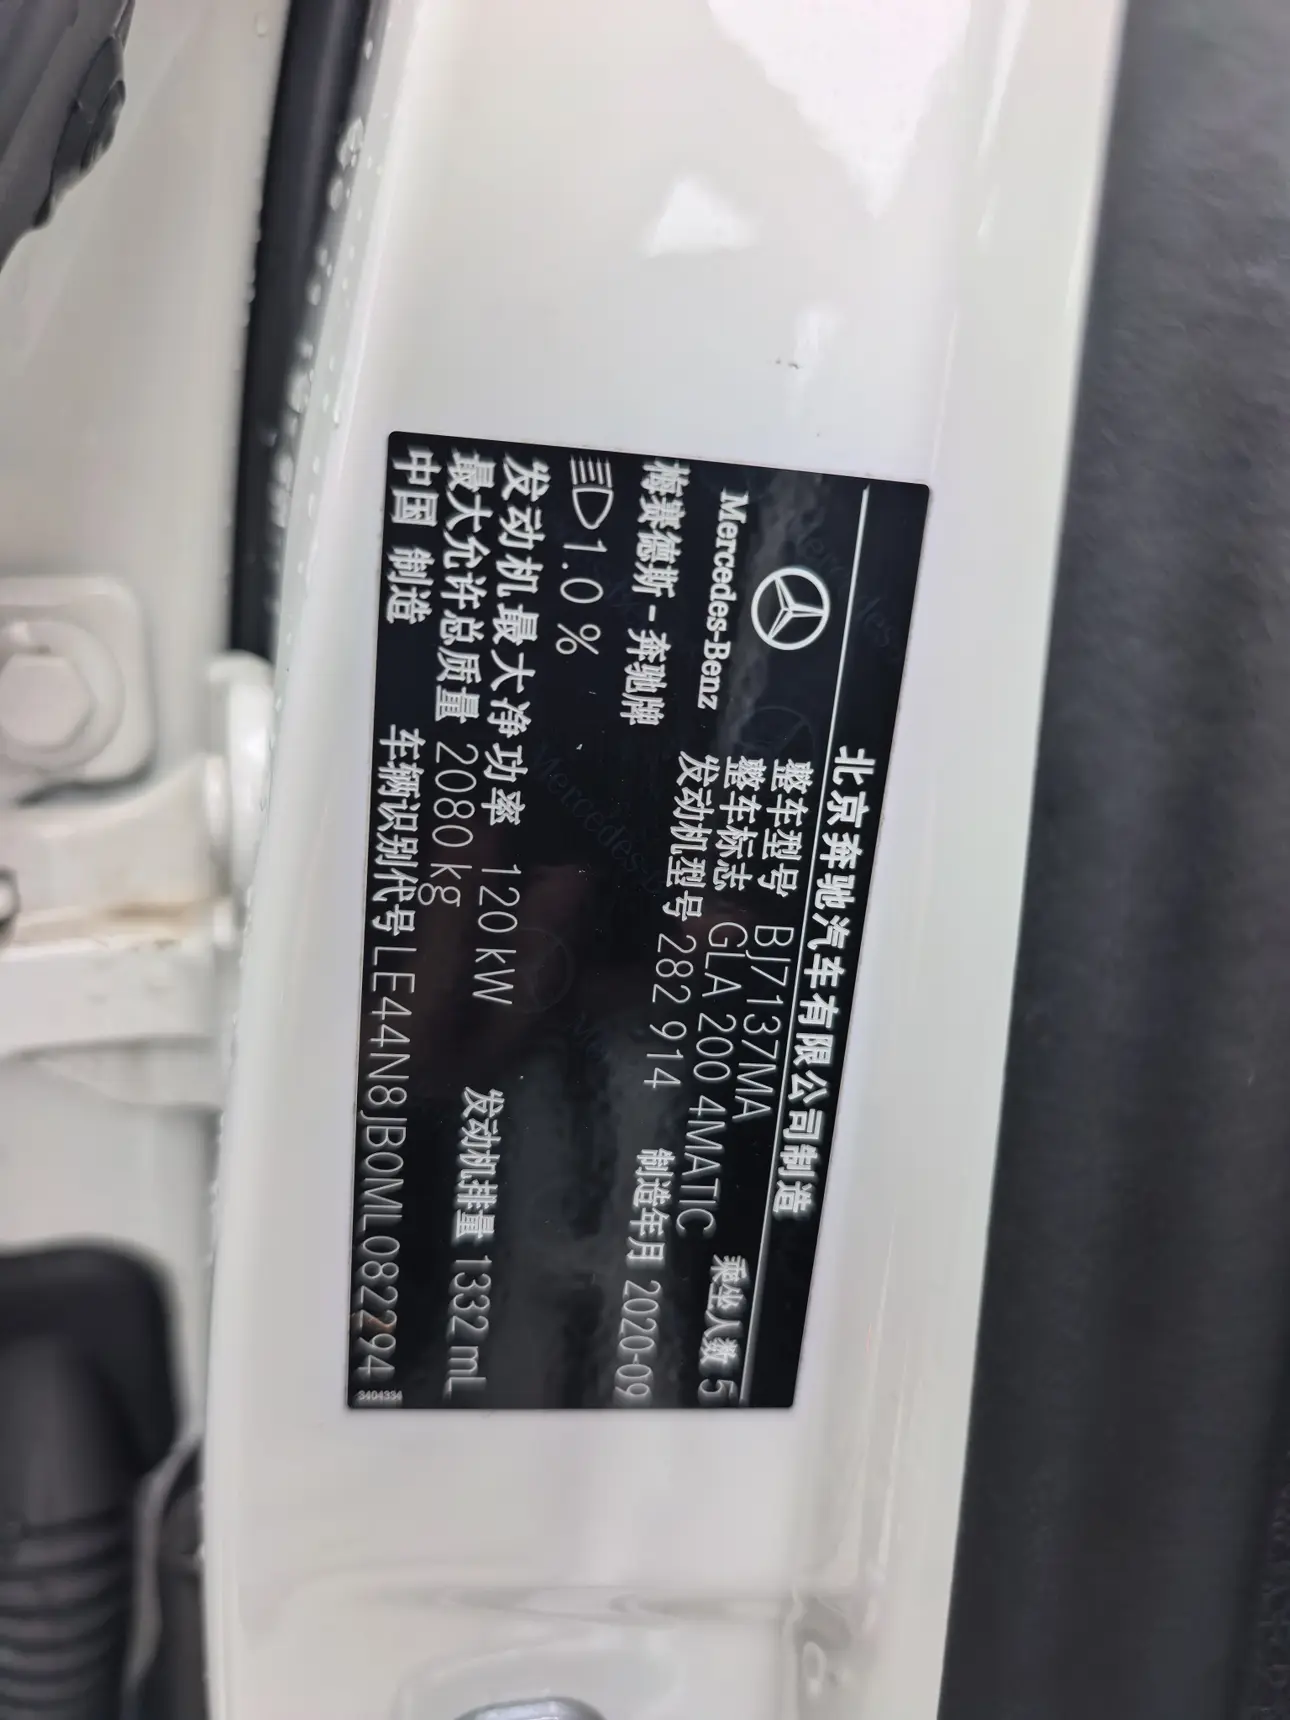 北京奔驰汽车有限公司制造
Mercedes-Benz
梅赛德斯-奔驰牌
整车型号 BJ7137MA
乘坐人数 5
整车标志 GLA 200 4MATIC
发动机型号 282 914
制造年月 2020-09
1.0 %
发动机最大净功率 120 kW
发动机排量 1332 mL
最大允许总质量 2080 kg
中国 制造
车辆识别代号 LE44N8JB0ML082294
3404334